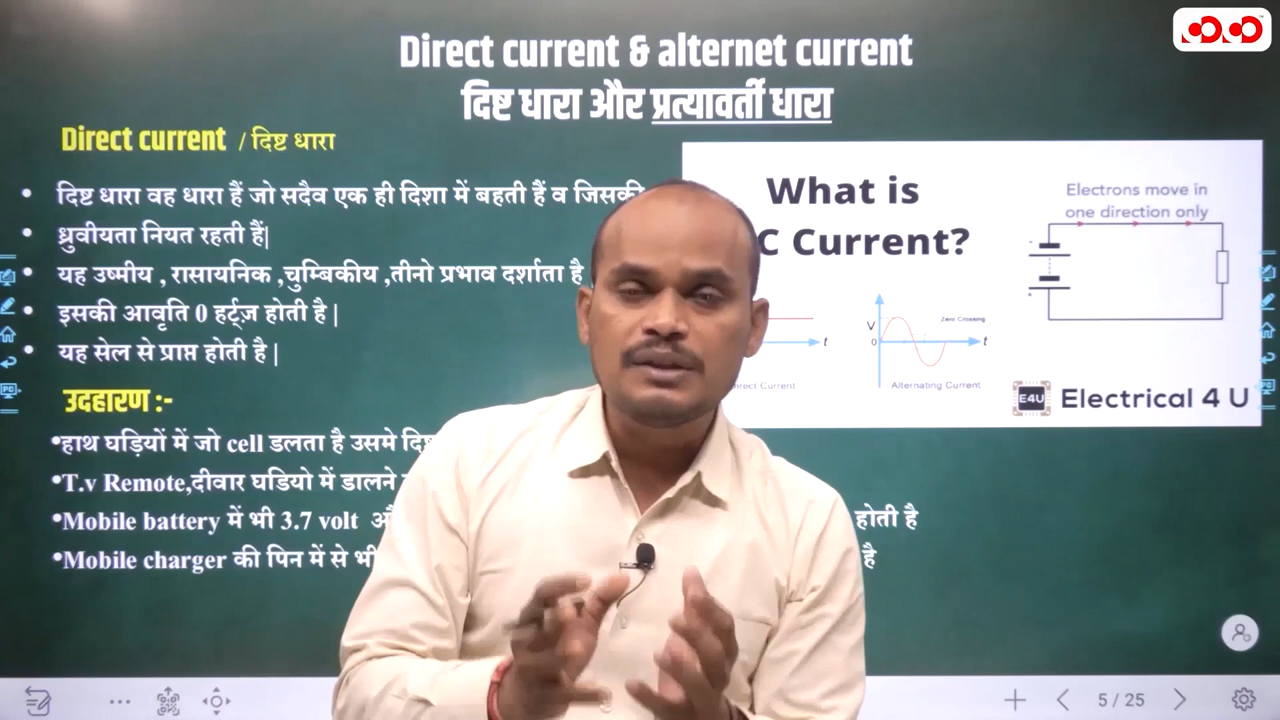 Direct current & alternet current
दिष्ट धारा और प्रत्यावर्ती धारा
Direct current / दिष्ट धारा
• दिष्ट धारा वह धारा हैं जो सदैव एक ही दिशा में बहती हैं व जिसकी
• ध्रुवीयता नियत रहती हैं|
• यह उष्मीय , रासायनिक ,चुम्बिकीय ,तीनो प्रभाव दर्शाता है
• इसकी आवृति 0 हर्ट्ज़ होती है |
• यह सेल से प्राप्त होती है |
उदहारण :-
•हाथ घड़ियों में जो cell डलता है उसमे
•T.v Remote,दीवार घडियो में डालने
•Mobile battery में भी 3.7 volt होती है
•Mobile charger की पिन में से भी है
What is
C Current?
Electrons move in
one direction only
t
Direct Current
V
0
Zero Crossing
t
Alternating Current
E4U Electrical 4 U
PC
PC
5 / 25